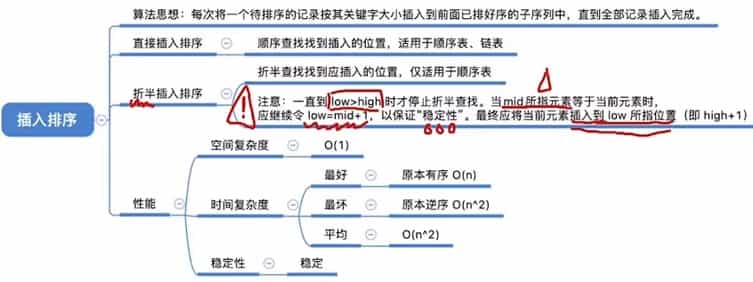 算法思想：每次将一个待排序的记录按其关键字大小插入到前面已排好序的子序列中，直到全部记录插入完成。
直接插入排序
顺序查找找到插入的位置，适用于顺序表、链表
折半插入排序
折半查找找到应插入的位置，仅适用于顺序表
注意：一直到low>high时才停止折半查找。当mid所指元素等于当前元素时，
应继续令low=mid+1，以保证“稳定性”。最终应将当前元素插入到low所指位置（即high+1）
插入排序
性能
空间复杂度
O(1)
时间复杂度
最好
原本有序 O(n)
最坏
原本逆序 O(n^2)
平均
O(n^2)
稳定性
稳定